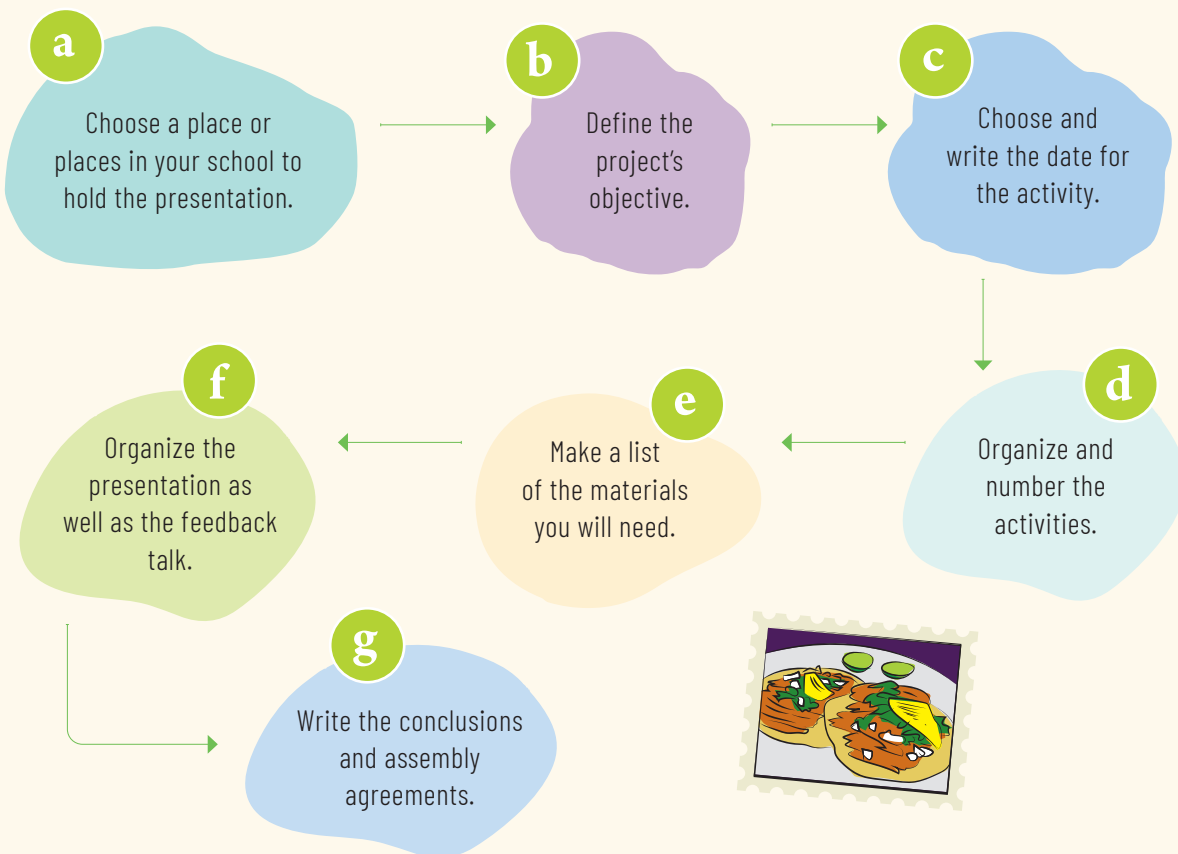 a
Choose a place or
places in your school to
hold the presentation.
b
Define the
project's
objective.
c
Choose and
write the date for
the activity.
d
Organize and
number the
activities.
e
Make a list
of the materials
you will need.
f
Organize the
presentation as
well as the feedback
talk.
g
Write the conclusions
and assembly
agreements.